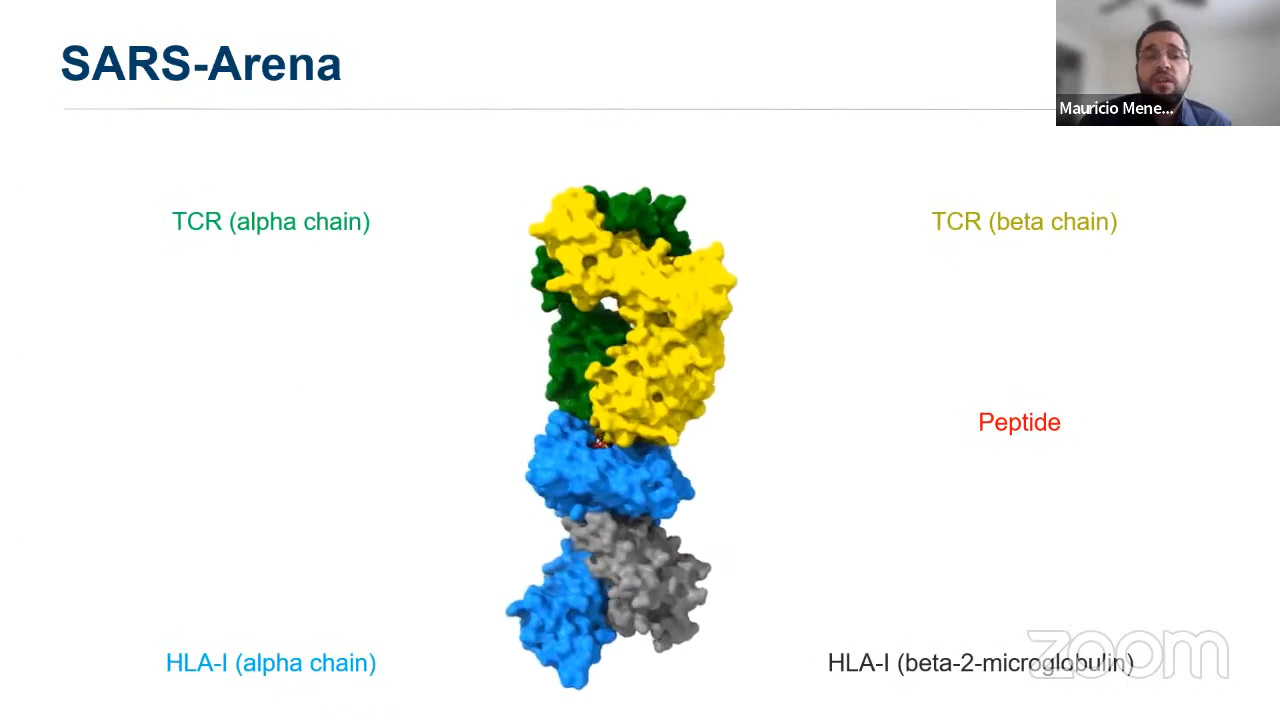 SARS-Arena
Mauricio Mene...
TCR (alpha chain)
TCR (beta chain)
Peptide
HLA-I (alpha chain)
HLA-I (beta-2-microglobulin)
zoom